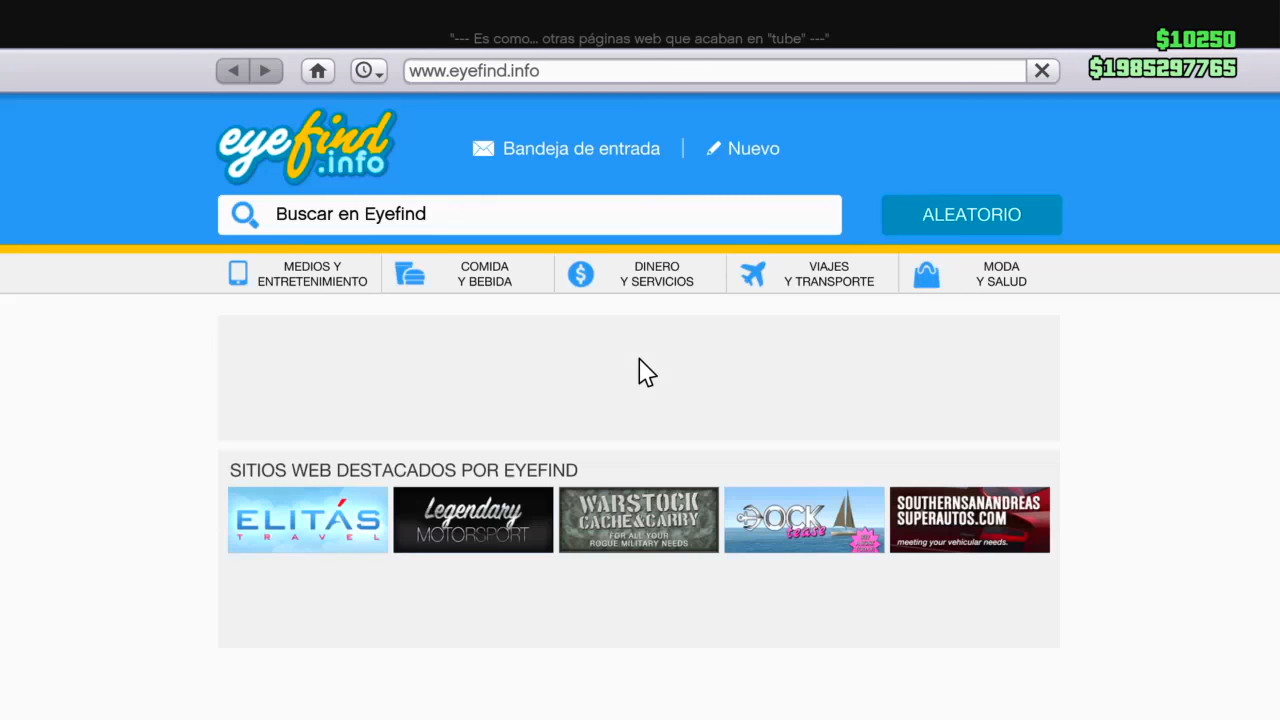 "--- Es como... otras páginas web que acaban en "tube" ---"
$10250
$1985297765
www.eyefind.info
eyefind
.info
Bandeja de entrada
Nuevo
Buscar en Eyefind
ALEATORIO
MEDIOS Y
ENTRETENIMIENTO
COMIDA
Y BEBIDA
DINERO
Y SERVICIOS
VIAJES
Y TRANSPORTE
MODA
Y SALUD
SITIOS WEB DESTACADOS POR EYEFIND
ELITÁS
TRAVEL
Legendary
MOTORSPORT
WARSTOCK
CACHE&CARRY
FOR ALL YOUR
ROGUE MILITARY NEEDS
DOCK
tease
SOUTHERNSANANDREAS
SUPERAUTOS.COM
meeting your vehicular needs.